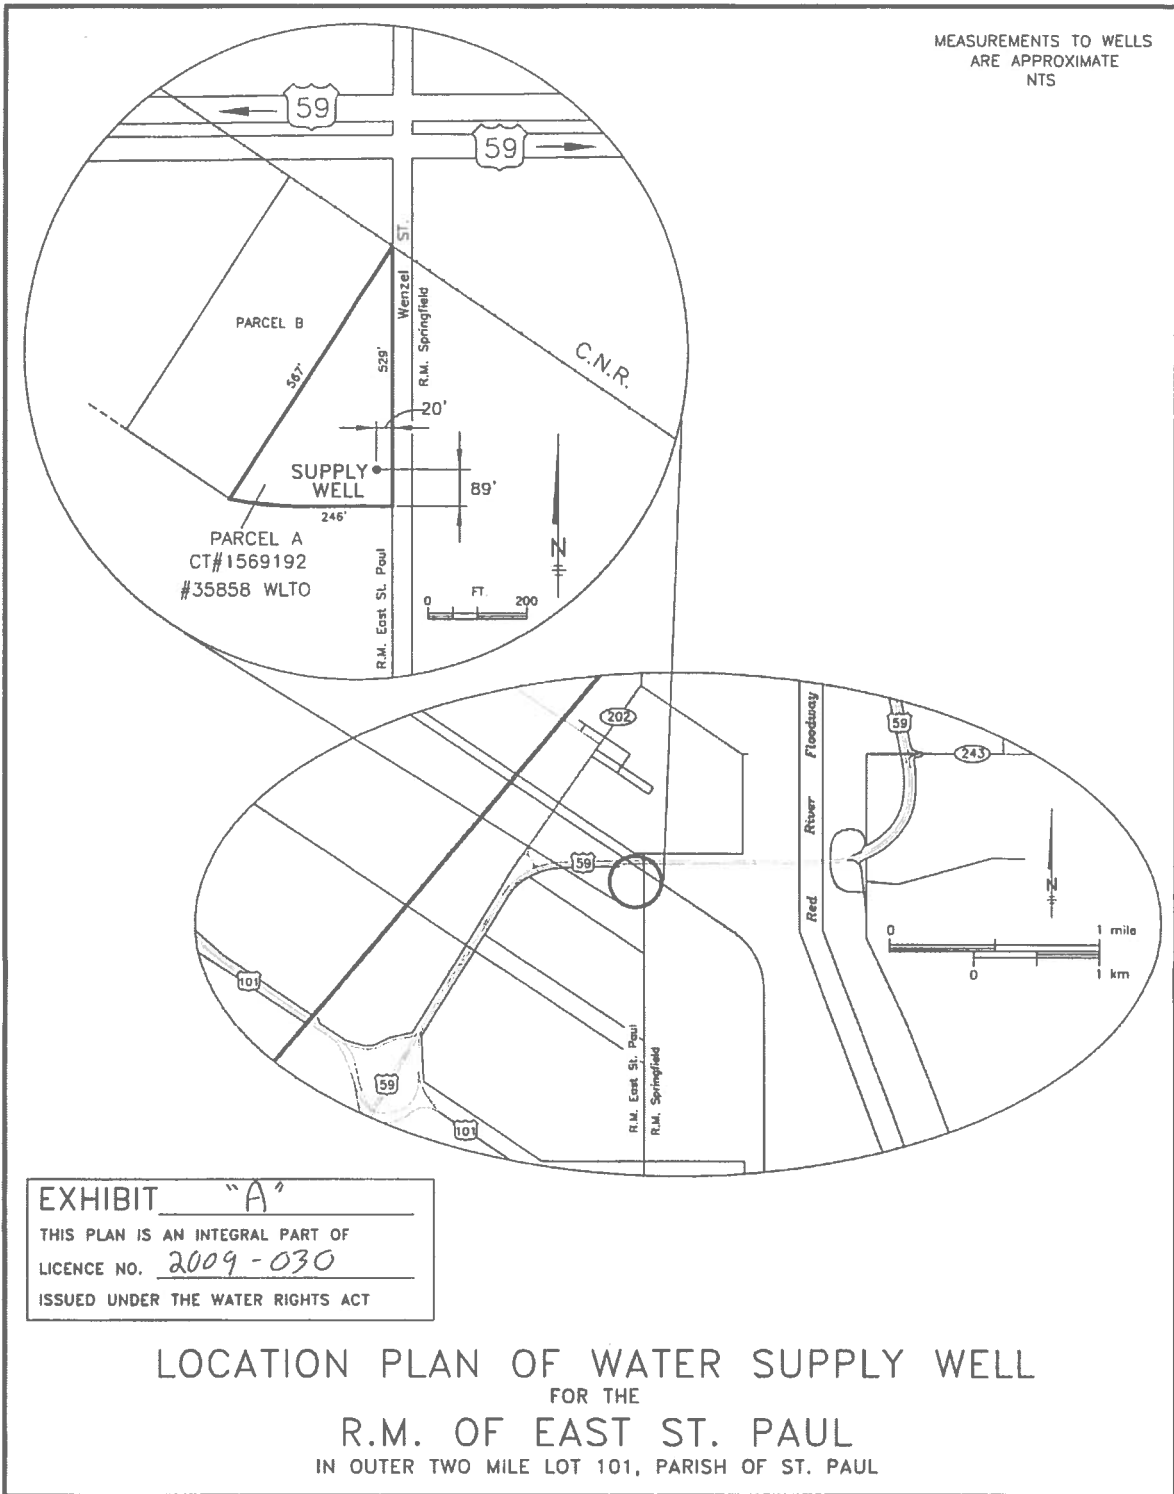 MEASUREMENTS TO WELLS
ARE APPROXIMATE
NTS
59
59
ST.
Wenzel
R.M. Springfield
PARCEL B
567'
529'
C.N.R.
20'
SUPPLY
WELL
89'
246'
PARCEL A
CT#1569192
#35858 WLTO
R.M. East St. Paul
N
FT.
0 200
202
59
243
Red River Floodway
59
N
0 1 mile
0 1 km
101
59
101
R.M. East St. Paul
R.M. Springfield
EXHIBIT "A"
THIS PLAN IS AN INTEGRAL PART OF
LICENCE NO. 2009-030
ISSUED UNDER THE WATER RIGHTS ACT
LOCATION PLAN OF WATER SUPPLY WELL
FOR THE
R.M. OF EAST ST. PAUL
IN OUTER TWO MILE LOT 101, PARISH OF ST. PAUL